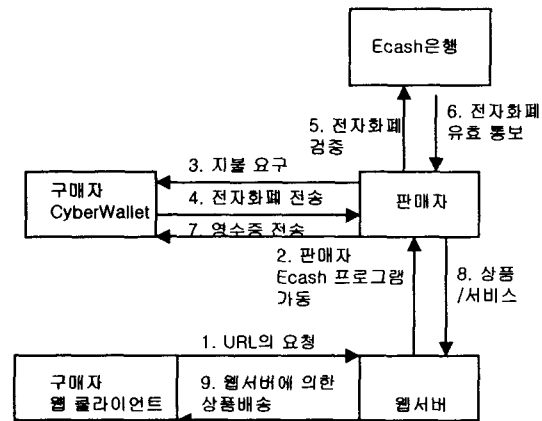 Ecash은행
5. 전자화폐
검증
6. 전자화폐
유효 통보
3. 지불 요구
구매자
CyberWallet
4. 전자화폐 전송
판매자
7. 영수증 전송
2. 판매자
Ecash 프로그램
가동
8. 상품
/서비스
1. URL의 요청
구매자
웹 클라이언트
9. 웹서버에 의한
상품배송
웹서버